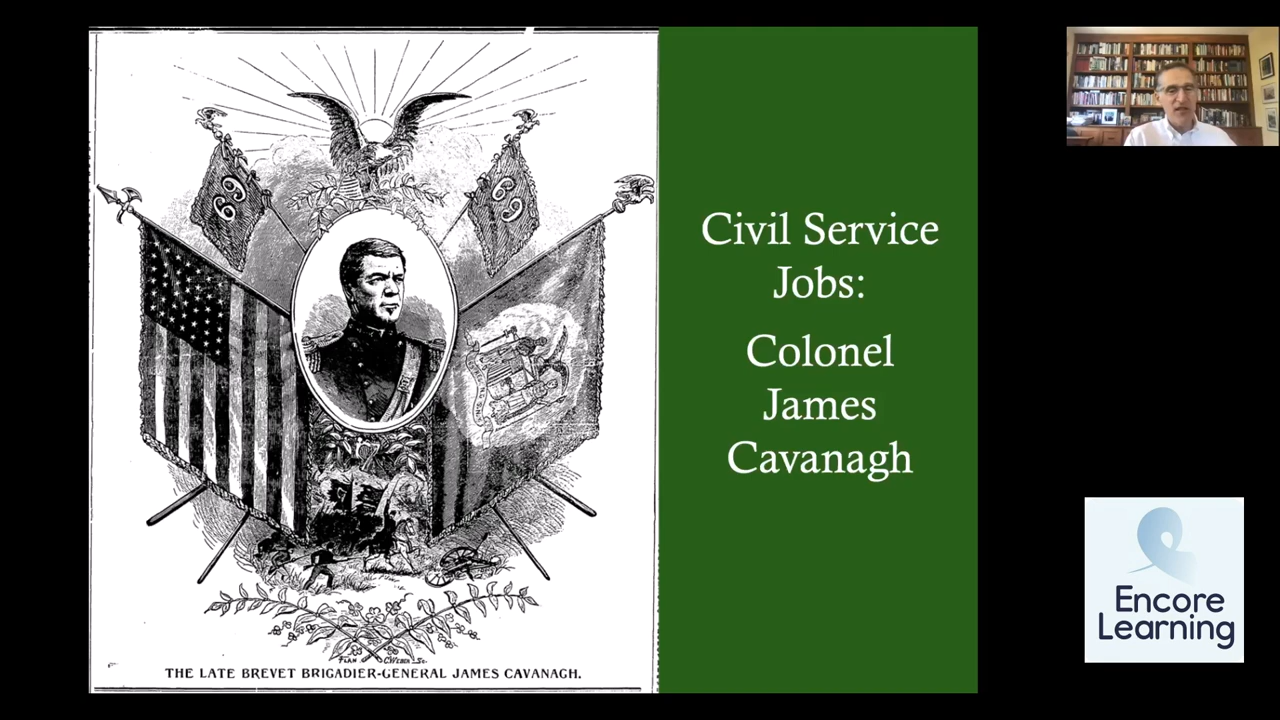 69
69
THE LATE BREVET BRIGADIER-GENERAL JAMES CAVANAGH.
Civil Service
Jobs:
Colonel
James
Cavanagh
Encore
Learning